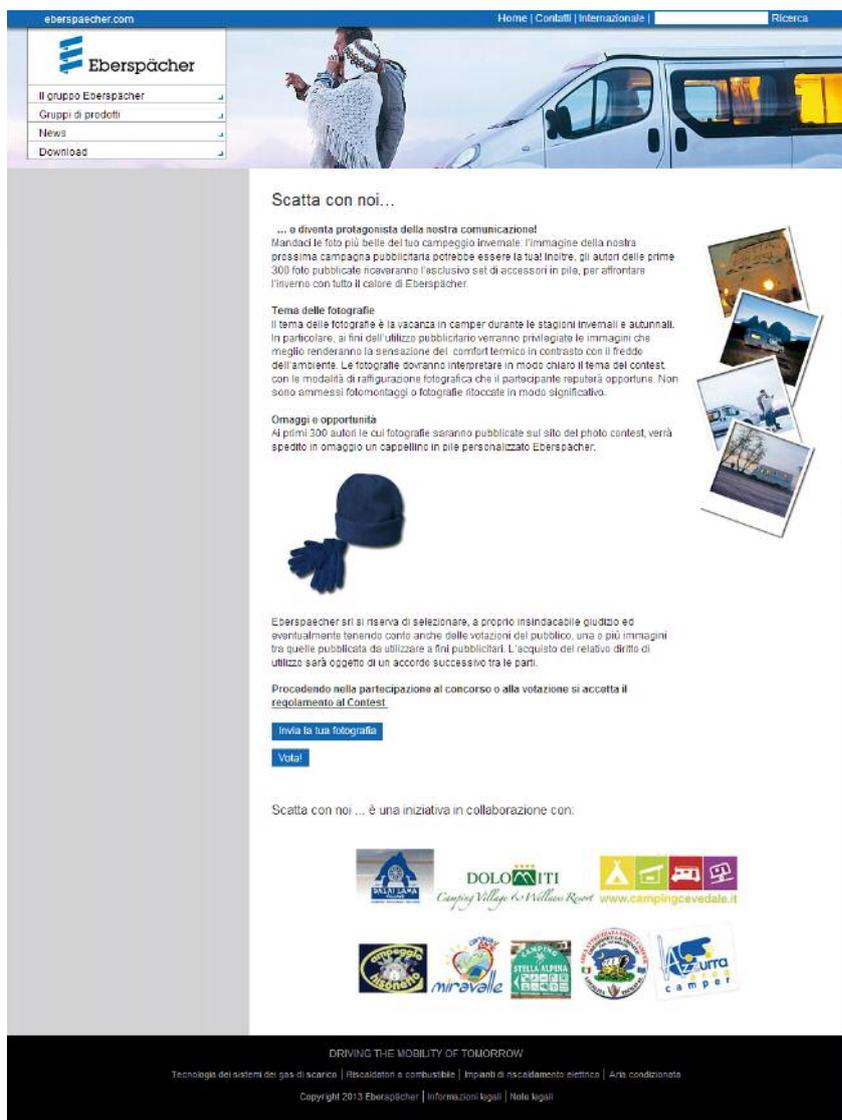 eberspaecher.com
Home | Contatti | Internazionale |
Ricerca
Eberspächer
Il gruppo Eberspächer
Gruppi di prodotti
News
Download
Scatta con noi...
... e diventa protagonista della nostra comunicazione!
Mandaci le foto più belle del tuo campeggio invernale: l'immagine della nostra
prossima campagna pubblicitaria potrebbe essere la tua! Inoltre, gli autori delle prime
300 foto pubblicate riceveranno l'esclusivo set di accessori in pile, per affrontare
l'inverno con tutto il calore di Eberspächer.
Tema delle fotografie
Il tema delle fotografie è la vacanza in camper durante le stagioni invernali e autunnali.
In particolare, ai fini dell'utilizzo pubblicitario verranno privilegiate le immagini che
meglio renderanno la sensazione del comfort termico in contrasto con il freddo
dell'ambiente. Le fotografie dovranno interpretare in modo chiaro il tema del contest,
con le modalità di raffigurazione fotografica che il partecipante reputerà opportune. Non
sono ammessi fotomontaggi o fotografie ritoccate in modo significativo.
Omaggi e opportunità
Ai primi 300 autori le cui fotografie saranno pubblicate sul sito del photo contest, verrà
spedito in omaggio un cappellino in pile personalizzato Eberspächer.
Eberspaecher srl si riserva di selezionare, a proprio insindacabile giudizio ed
eventualmente tenendo conto anche delle votazioni del pubblico, una o più immagini
tra quelle pubblicata da utilizzare a fini pubblicitari. L'acquisto del relativo diritto di
utilizzo sarà oggetto di un accordo successivo tra le parti.
Procedendo nella partecipazione al concorso o alla votazione si accetta il
regolamento al Contest
Invia la tua fotografia
Vota!
Scatta con noi ... è una iniziativa in collaborazione con:
DALAI LAMA
DOLOMITI
Camping Village & Wellness Resort
www.campingcevedale.it
campeggio
miravalle
CAMPING
STELLA ALPINA
Azzurra
area
camper
DRIVING THE MOBILITY OF TOMORROW
Tecnologia dei sistemi dei gas di scarico | Riscaldatori a combustibile | Impianti di riscaldamento elettrico | Aria condizionata
Copyright 2013 Eberspächer | Informazioni legali | Note legali